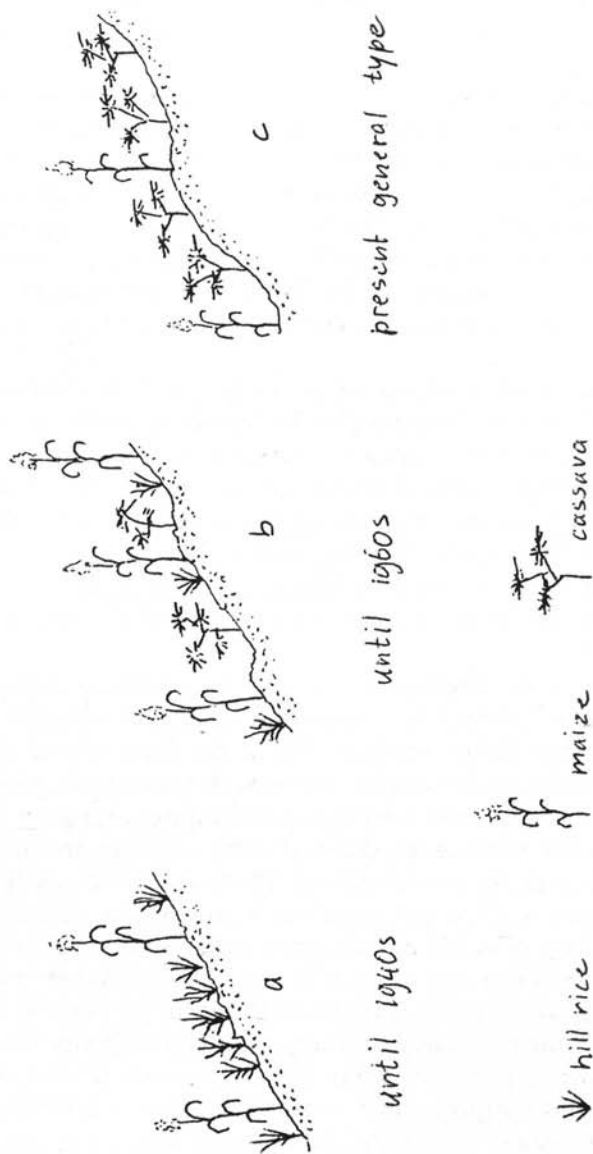 a
b
c
until 1940s
until 1960s
present general type
hill rice
maize
cassava